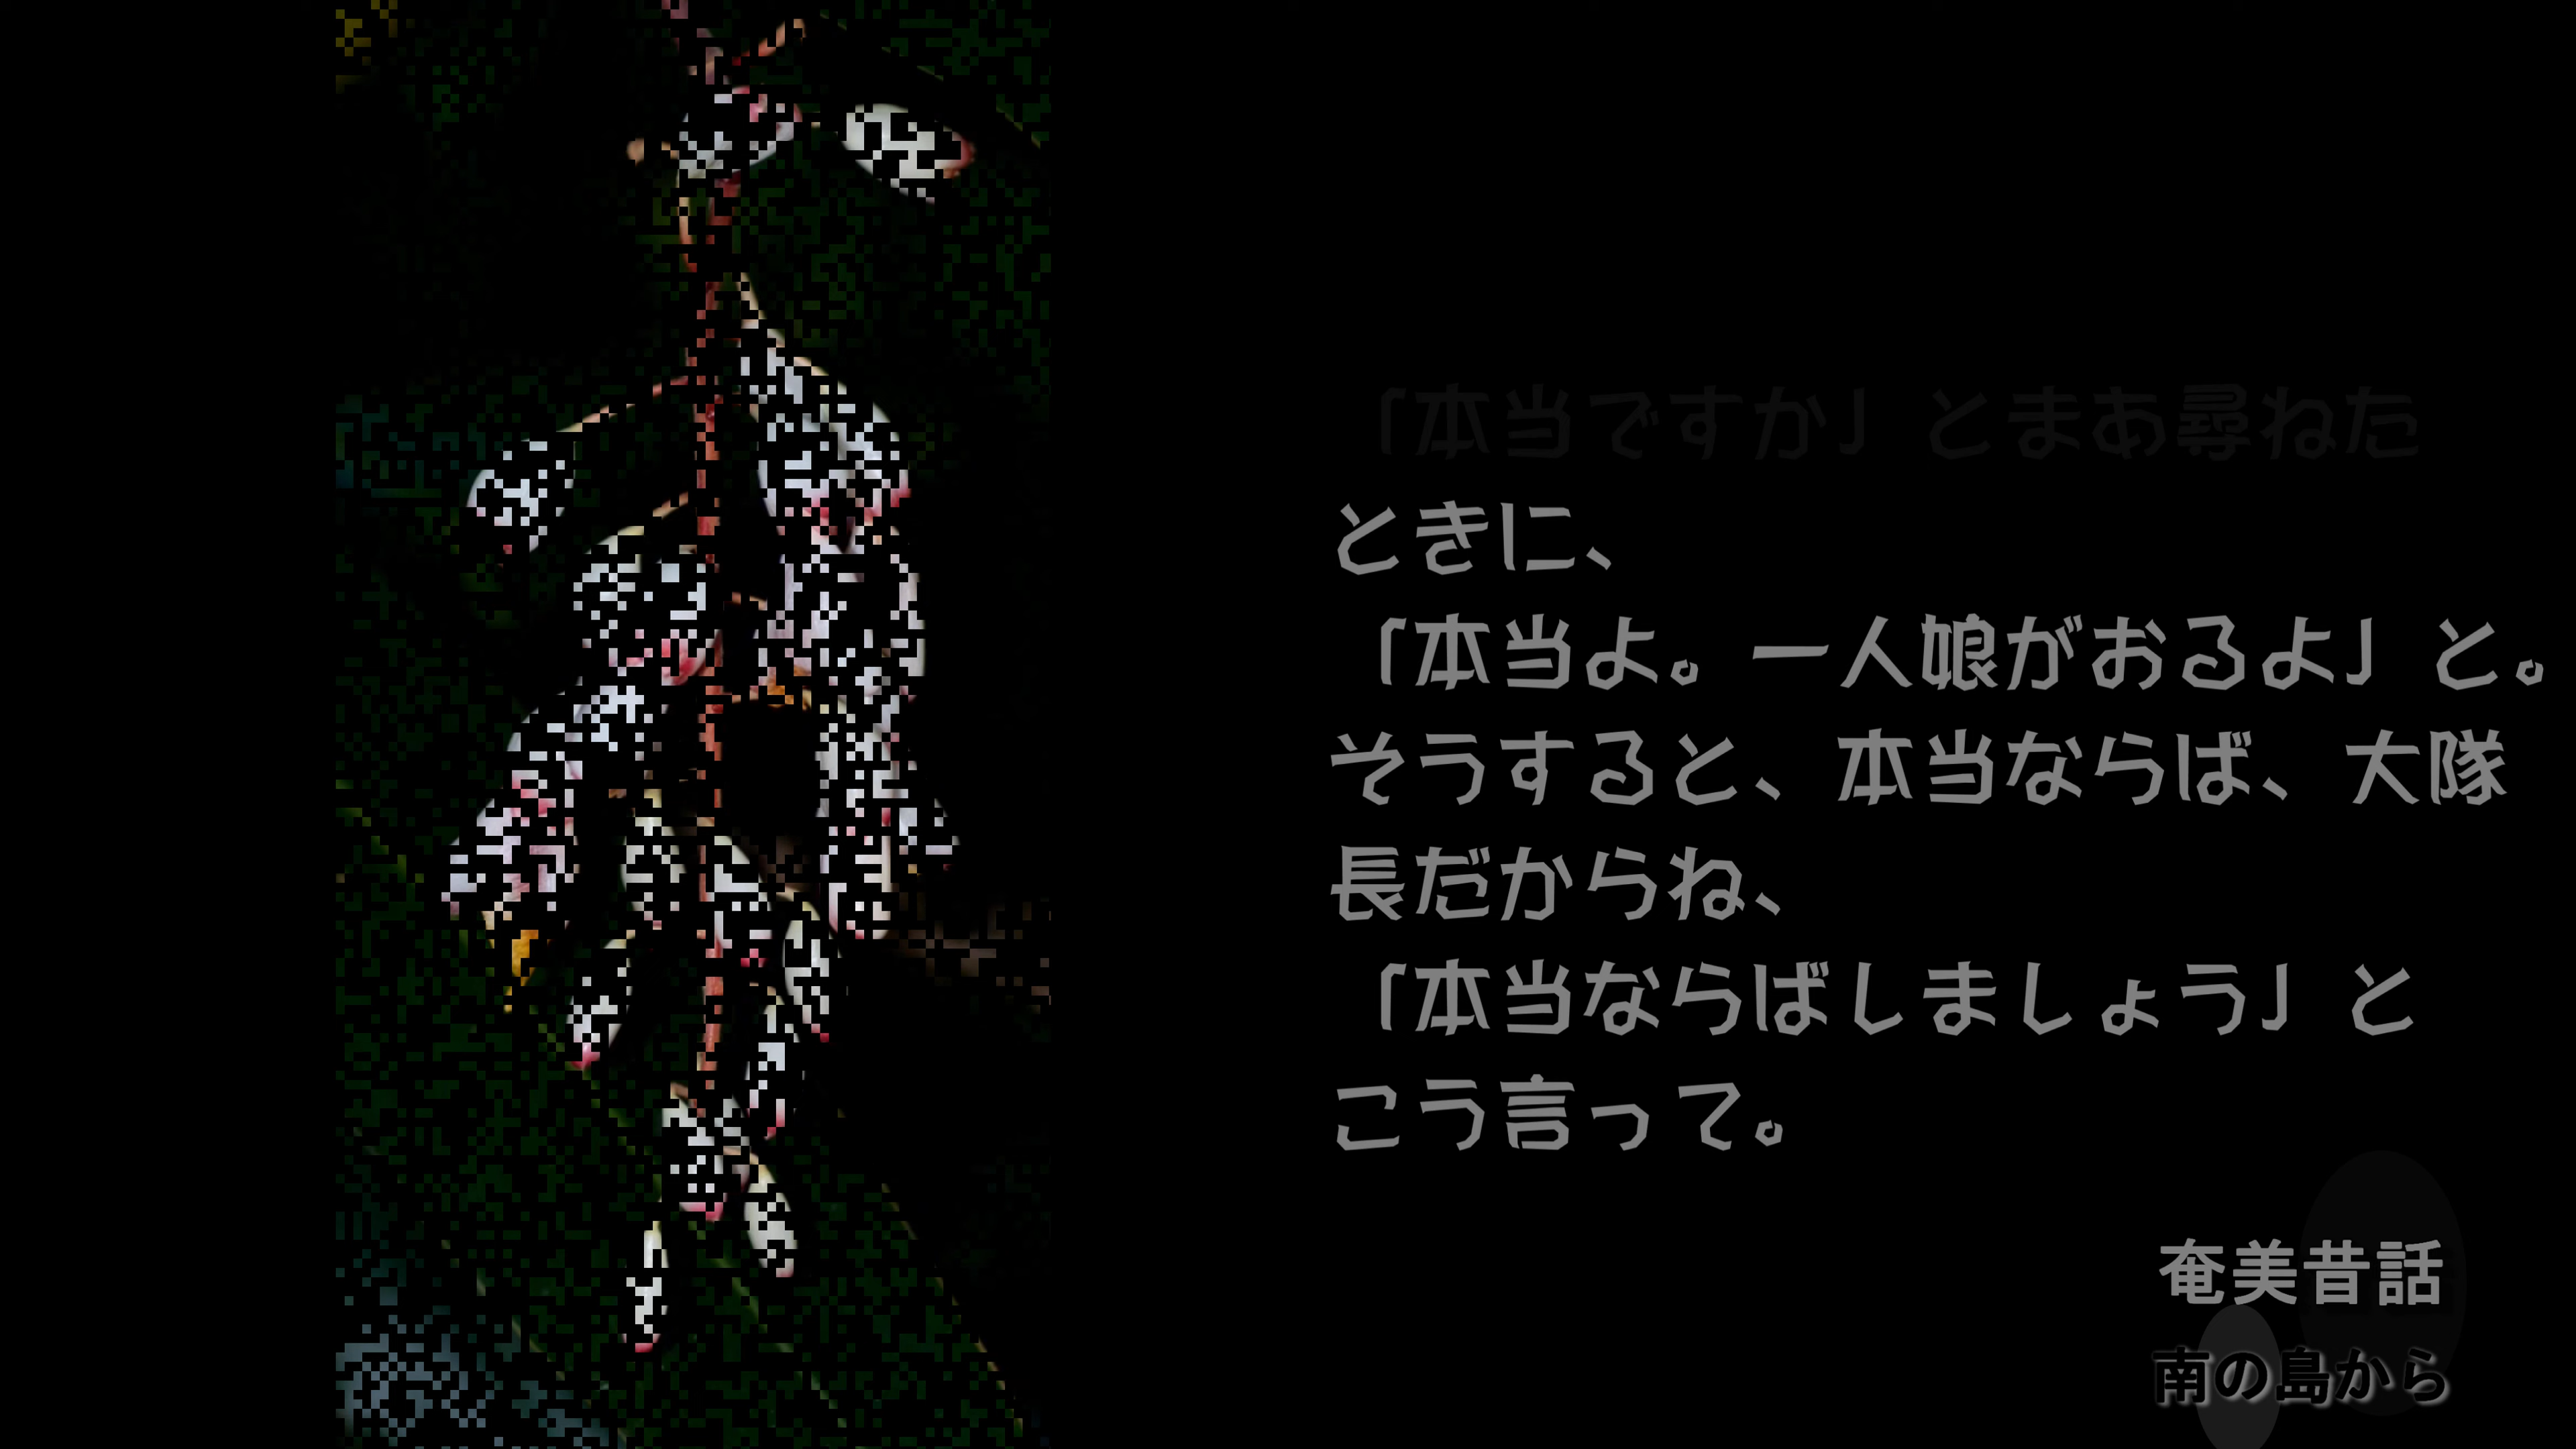 「本当ですか」とまあ尋ねた
ときに、
「本当よ。一人娘がおるよ」と。
そうすると、本当ならば、大隊
長だからね、
「本当ならばしましょう」と
こう言って。
奄美昔話
南の島から